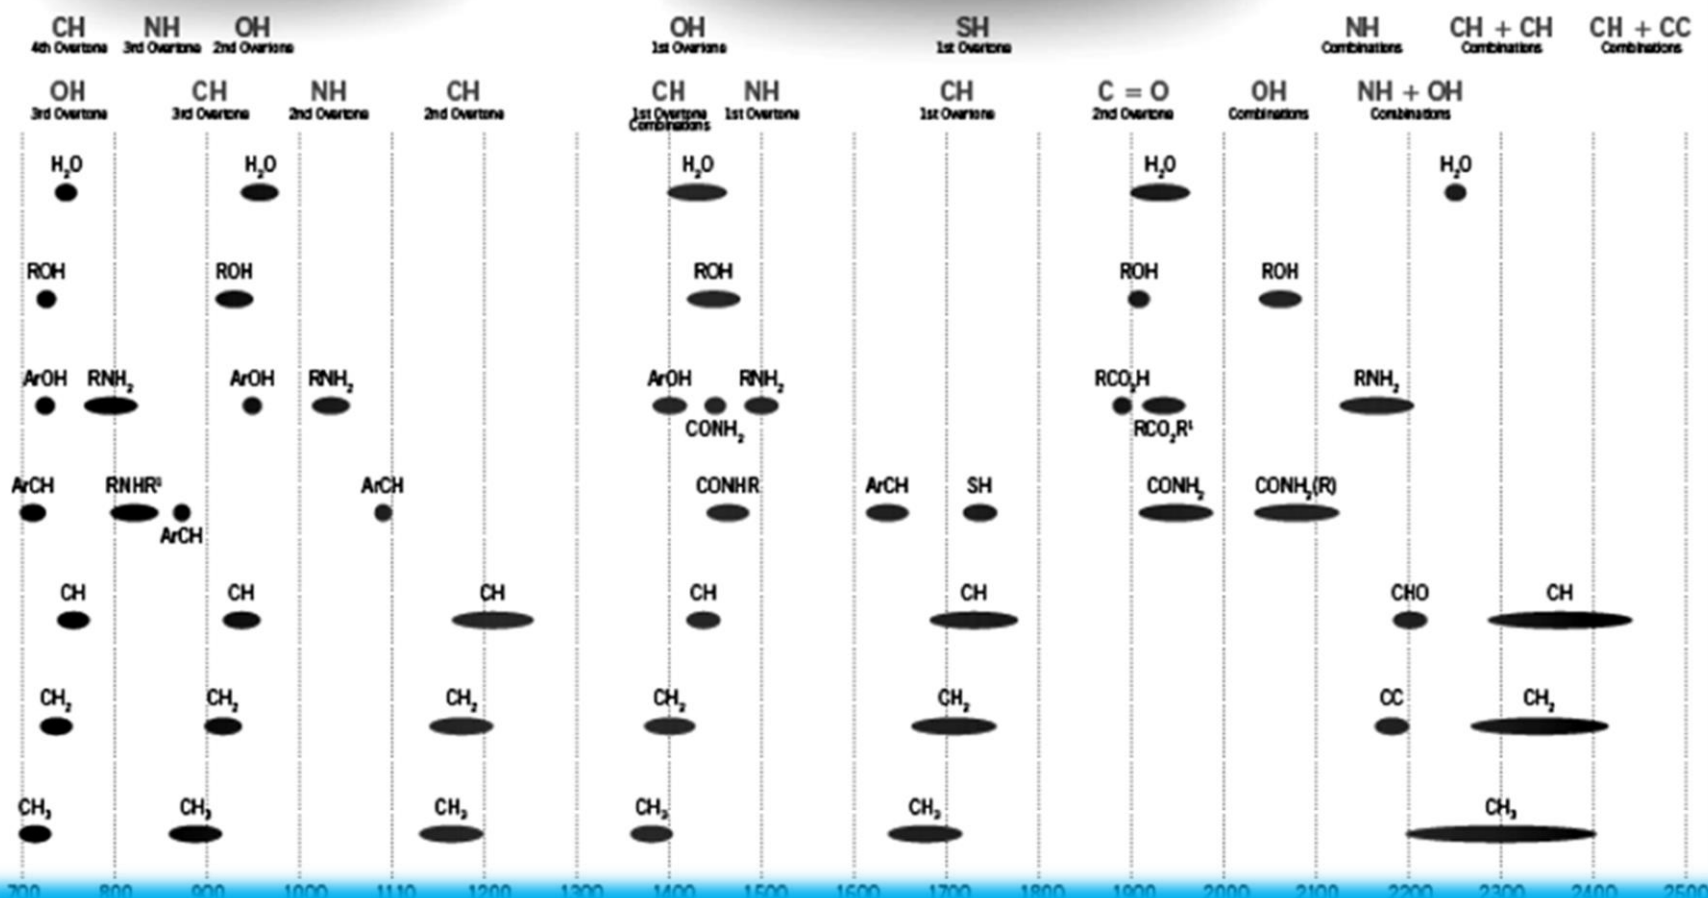 CH NH OH OH SH NH CH + CH CH + CC
4th Overtone 3rd Overtone 2nd Overtone 1st Overtone 1st Overtone Combinations Combinations Combinations
OH CH NH CH CH NH CH C = O OH NH + OH
3rd Overtone 3rd Overtone 2nd Overtone 2nd Overtone 1st Overtone 1st Overtone 1st Overtone 2nd Overtone Combinations Combinations
Combinations
H₂O H₂O H₂O H₂O H₂O
ROH ROH ROH ROH ROH
ArOH RNH₂ ArOH RNH₂ ArOH RNH₂ RCO₂H RNH₂
CONH₂ RCO₂R¹
ArCH RNHR¹ ArCH CONHR ArCH SH CONH₂ CONH₂(R)
ArCH
CH CH CH CH CH CHO CH
CH₂ CH₂ CH₂ CH₂ CH₂ CC CH₂
CH₃ CH₃ CH₃ CH₃ CH₃ CH₃
700 800 900 1000 1110 1200 1300 1400 1500 1600 1700 1800 1900 2000 2100 2200 2300 2400 2500